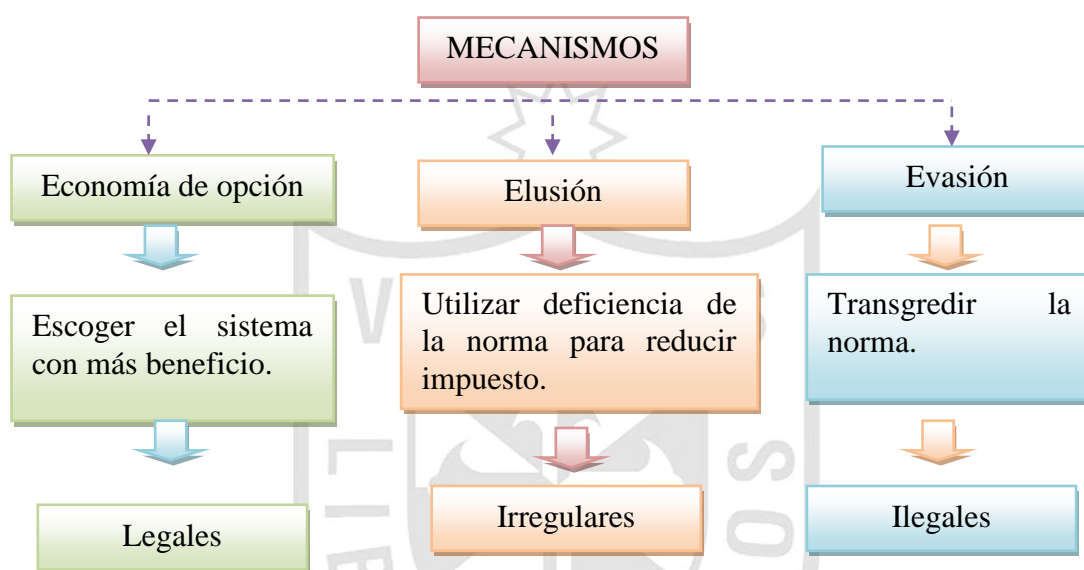 MECANISMOS
Economía de opción
Elusión
Evasión
Escoger el sistema
con más beneficio.
Utilizar deficiencia de
la norma para reducir
impuesto.
Transgredir la
norma.
Legales
Irregulares
Ilegales